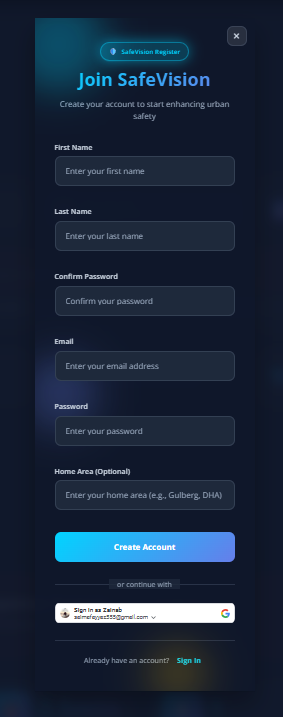 SafeVision Register
Join SafeVision
Create your account to start enhancing urban
safety
First Name
Enter your first name
Last Name
Enter your last name
Confirm Password
Confirm your password
Email
Enter your email address
Password
Enter your password
Home Area (Optional)
Enter your home area (e.g., Gulberg, DHA)
Create Account
or continue with
Sign in as Zainab
Already have an account? Sign In